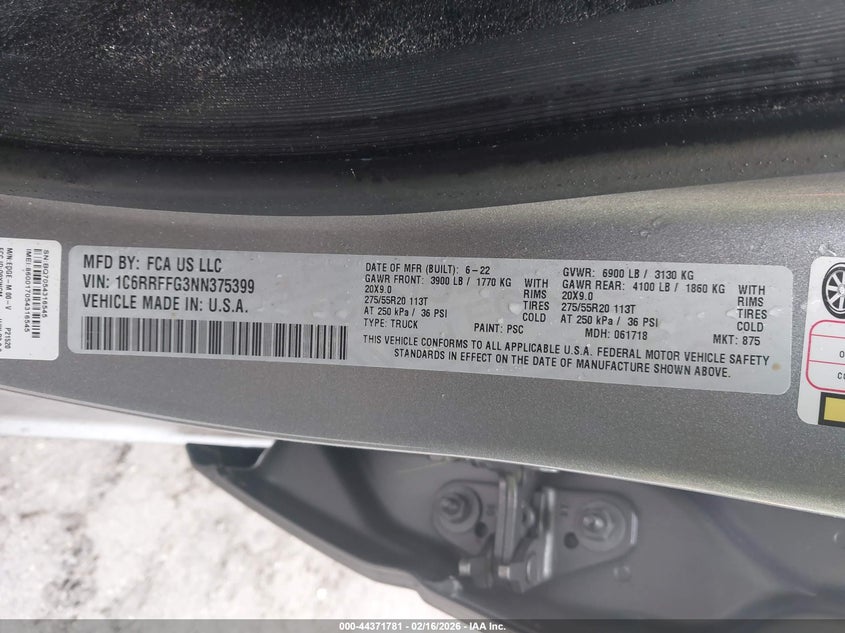 MFD BY: FCA US LLC
VIN: 1C6RRFFG3NN375399
VEHICLE MADE IN: U.S.A.
DATE OF MFR (BUILT): 6-22
GAWR FRONT: 3900 LB / 1770 KG WITH
20X9.0 RIMS
275/55R20 113T TIRES
AT 250 kPa / 36 PSI COLD
TYPE: TRUCK PAINT: PSC
GVWR: 6900 LB / 3130 KG
GAWR REAR: 4100 LB / 1860 KG WITH
20X9.0 RIMS
275/55R20 113T TIRES
AT 250 kPa / 36 PSI COLD
MDH: 061718 MKT: 875
THIS VEHICLE CONFORMS TO ALL APPLICABLE U.S.A. FEDERAL MOTOR VEHICLE SAFETY
STANDARDS IN EFFECT ON THE DATE OF MANUFACTURE SHOWN ABOVE.
P21530
000-44371781 - 02/16/2026 - IAA Inc.